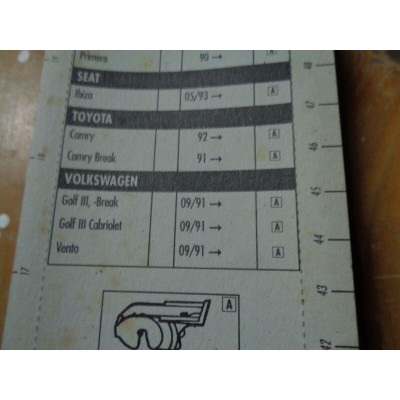 Primera 90 → A
SEAT
Ibiza 05/93 → A
TOYOTA
Camry 92 → A
Camry Break 91 → A
VOLKSWAGEN
Golf III, -Break 09/91 → A
Golf III Cabriolet 09/91 → A
Vento 09/91 → A
A
48
47
46
45
44
43
42
17